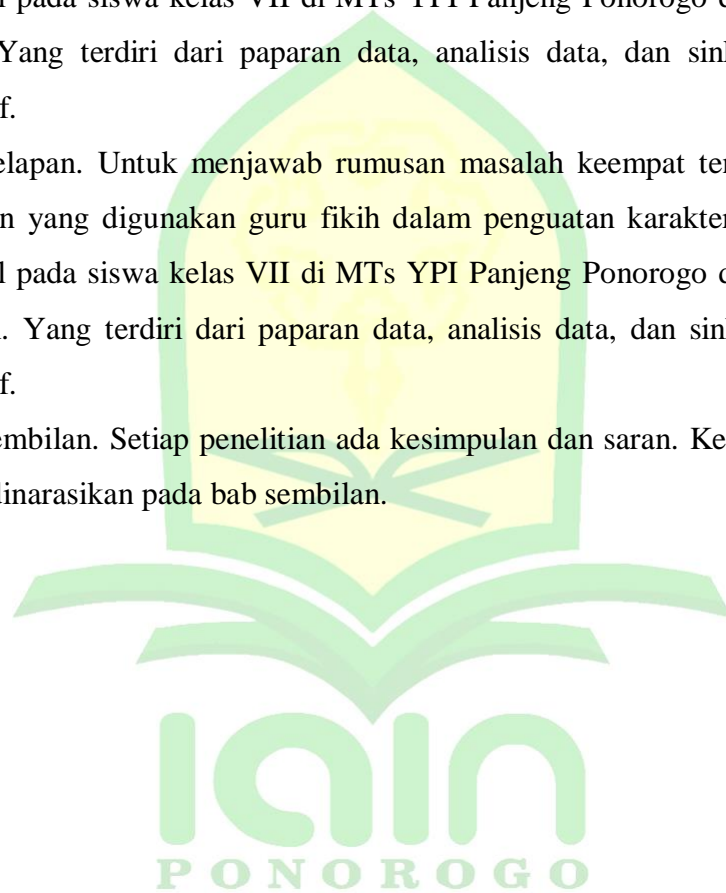 pada siswa kelas VII di MTs YPI Panjeng Ponorogo
Yang terdiri dari paparan data, analisis data, dan
f.
elapan. Untuk menjawab rumusan masalah keempat
n yang digunakan guru fikih dalam penguatan karakter
l pada siswa kelas VII di MTs YPI Panjeng Ponorogo d
. Yang terdiri dari paparan data, analisis data, dan sin
f.
embilan. Setiap penelitian ada kesimpulan dan saran. Ke
dinarasikan pada bab sembilan.
IAIN
PONOROGO